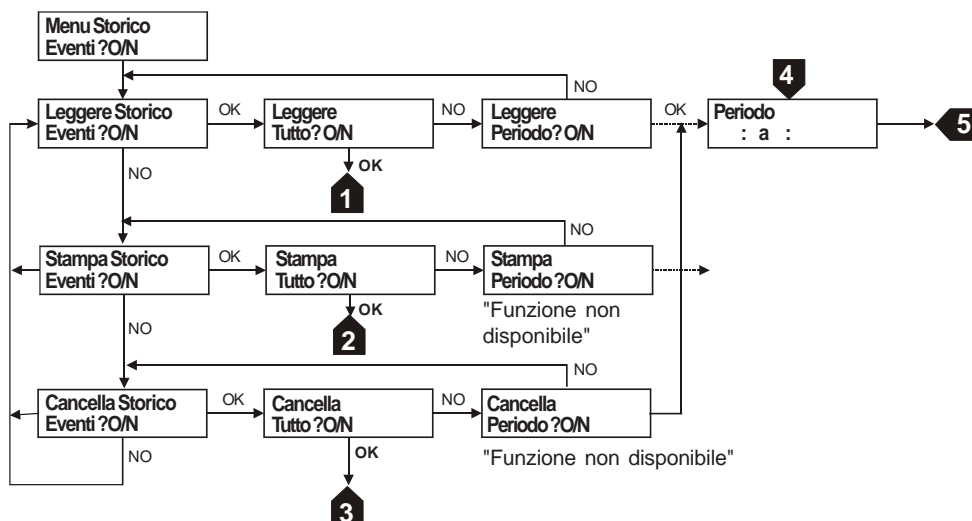 Menu Storico
Eventi ?O/N
NO
4
Leggere Storico
Eventi ?O/N
OK
Leggere
Tutto? O/N
NO
Leggere
Periodo? O/N
OK
Periodo
: a :
5
NO
OK
1
NO
Stampa Storico
Eventi ?O/N
OK
Stampa
Tutto ?O/N
NO
Stampa
Periodo ?O/N
NO
OK
2
"Funzione non
disponibile"
NO
Cancella Storico
Eventi ?O/N
OK
Cancella
Tutto ?O/N
NO
Cancella
Periodo ?O/N
NO
OK
3
"Funzione non disponibile"